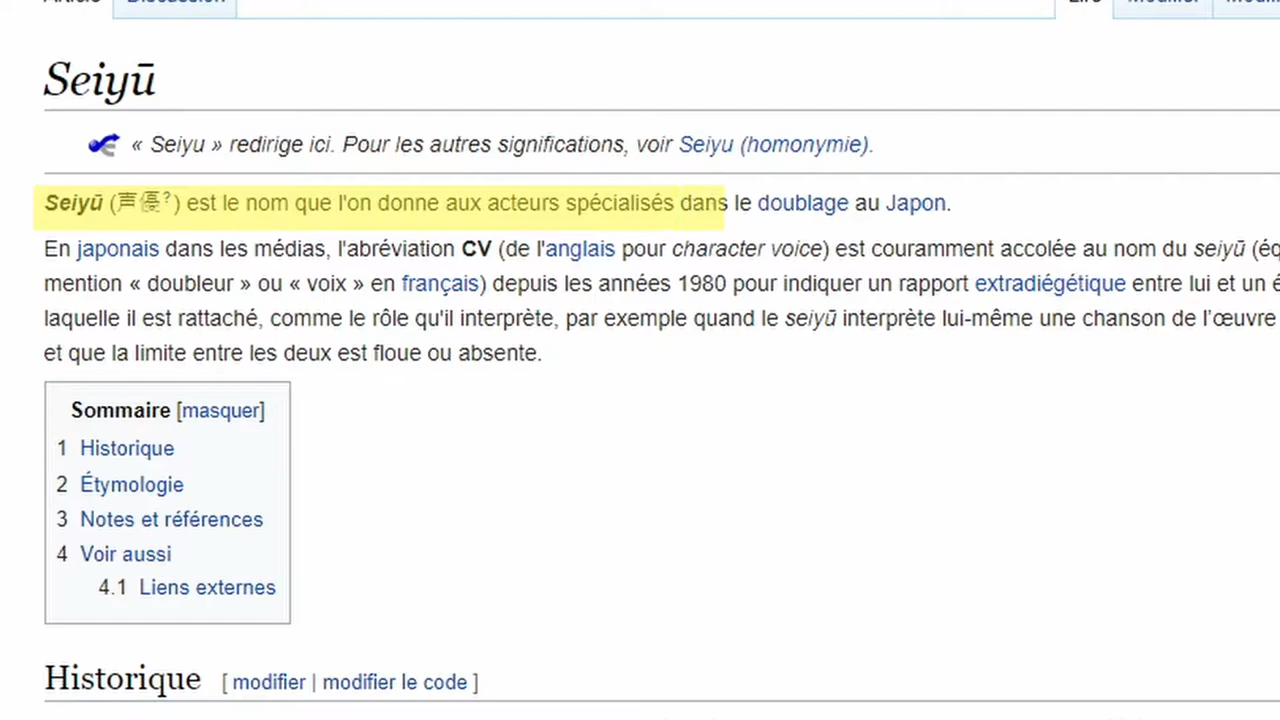 Seiyū
« Seiyu » redirige ici. Pour les autres significations, voir Seiyu (homonymie).
Seiyū (声優?) est le nom que l'on donne aux acteurs spécialisés dans le doublage au Japon.
En japonais dans les médias, l'abréviation CV (de l'anglais pour character voice) est couramment accolée au nom du seiyū
mention « doubleur » ou « voix » en français) depuis les années 1980 pour indiquer un rapport extradiégétique entre lui et un
laquelle il est rattaché, comme le rôle qu'il interprète, par exemple quand le seiyū interprète lui-même une chanson de l'œuvre
et que la limite entre les deux est floue ou absente.
Sommaire [masquer]
1 Historique
2 Étymologie
3 Notes et références
4 Voir aussi
4.1 Liens externes
Historique [ modifier | modifier le code ]